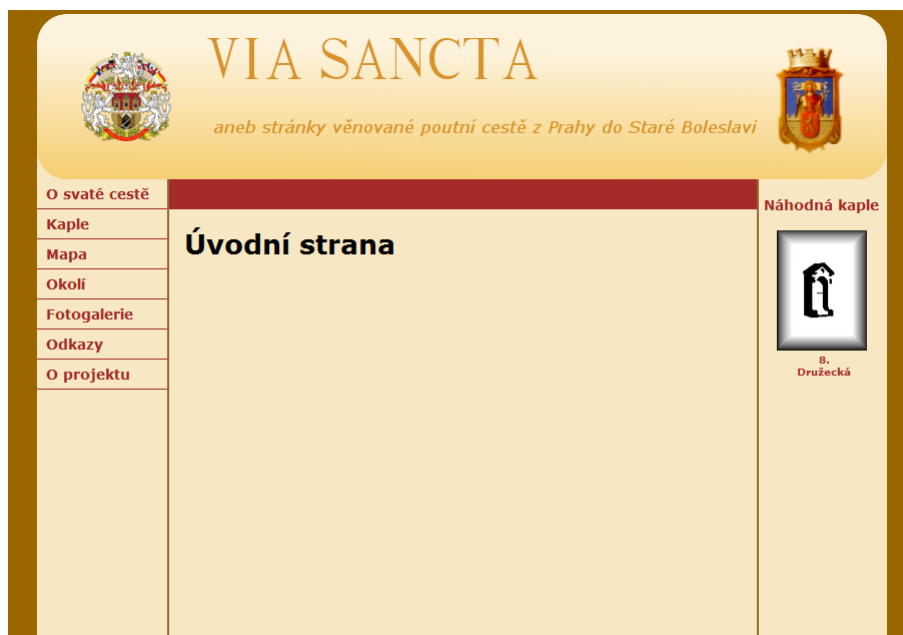 VIA SANCTA
aneb stránky věnované poutní cestě z Prahy do Staré Boleslavi
O svaté cestě
Kaple
Mapa
Okolí
Fotogalerie
Odkazy
O projektu
Úvodní strana
Náhodná kaple
8.
Družecká